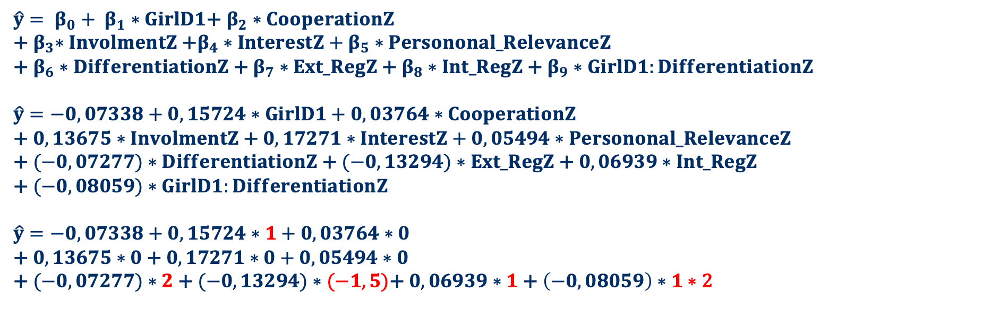 ŷ = β₀ + β₁ * GirlD1+ β₂ * CooperationZ
+ β₃* InvolmentZ +β₄ * InterestZ + β₅ * Persononal_RelevanceZ
+ β₆ * DifferentiationZ + β₇ * Ext_RegZ + β₈ * Int_RegZ + β₉ * GirlD1: DifferentiationZ
ŷ = −0,07338 + 0,15724 * GirlD1 + 0,03764 * CooperationZ
+ 0,13675 * InvolmentZ + 0,17271 * InterestZ + 0,05494 * Persononal_RelevanceZ
+ (−0,07277) * DifferentiationZ + (−0,13294) * Ext_RegZ + 0,06939 * Int_RegZ
+ (−0,08059) * GirlD1: DifferentiationZ
ŷ = −0,07338 + 0,15724 * 1 + 0,03764 * 0
+ 0,13675 * 0 + 0,17271 * 0 + 0,05494 * 0
+ (−0,07277) * 2 + (−0,13294) * (−1,5)+ 0,06939 * 1 + (−0,08059) * 1 * 2